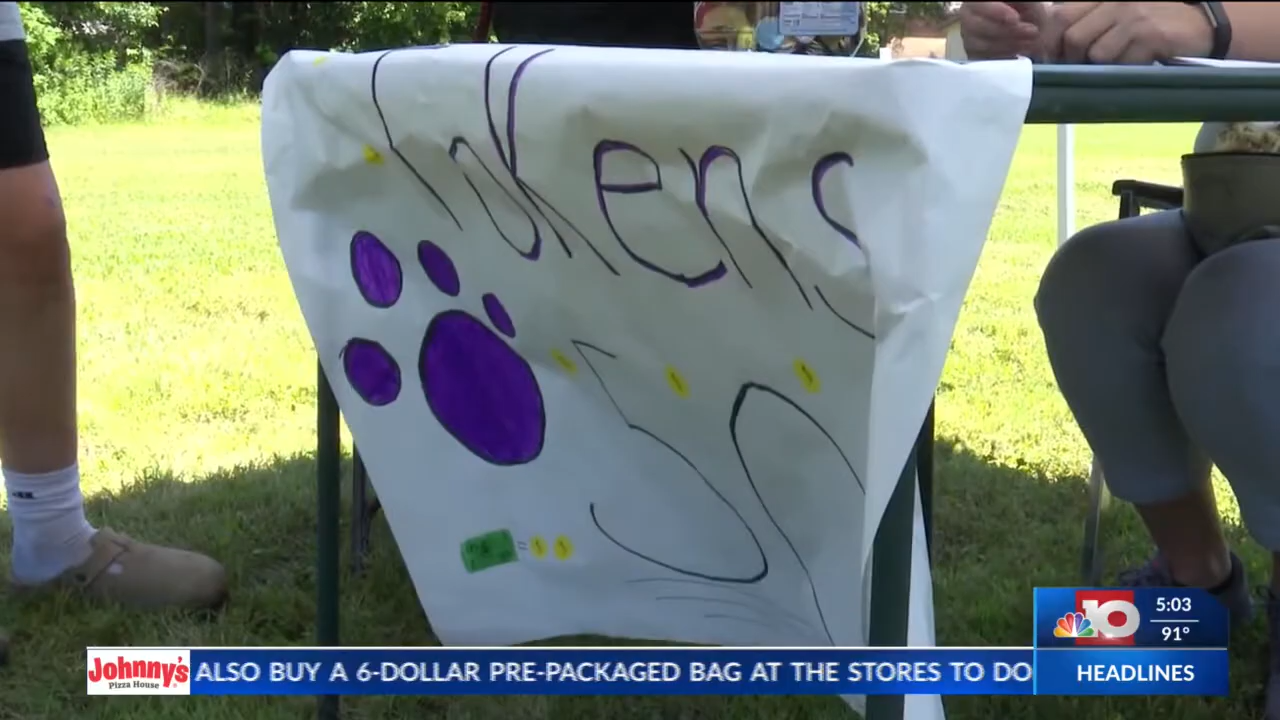 Tokens
Johnny's
Pizza House
ALSO BUY A 6-DOLLAR PRE-PACKAGED BAG AT THE STORES TO DO
10
5:03
91°
HEADLINES